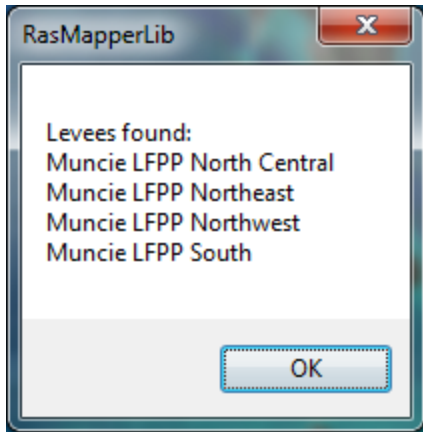 RasMapperLib
Levees found:
Muncie LFPP North Central
Muncie LFPP Northeast
Muncie LFPP Northwest
Muncie LFPP South
OK